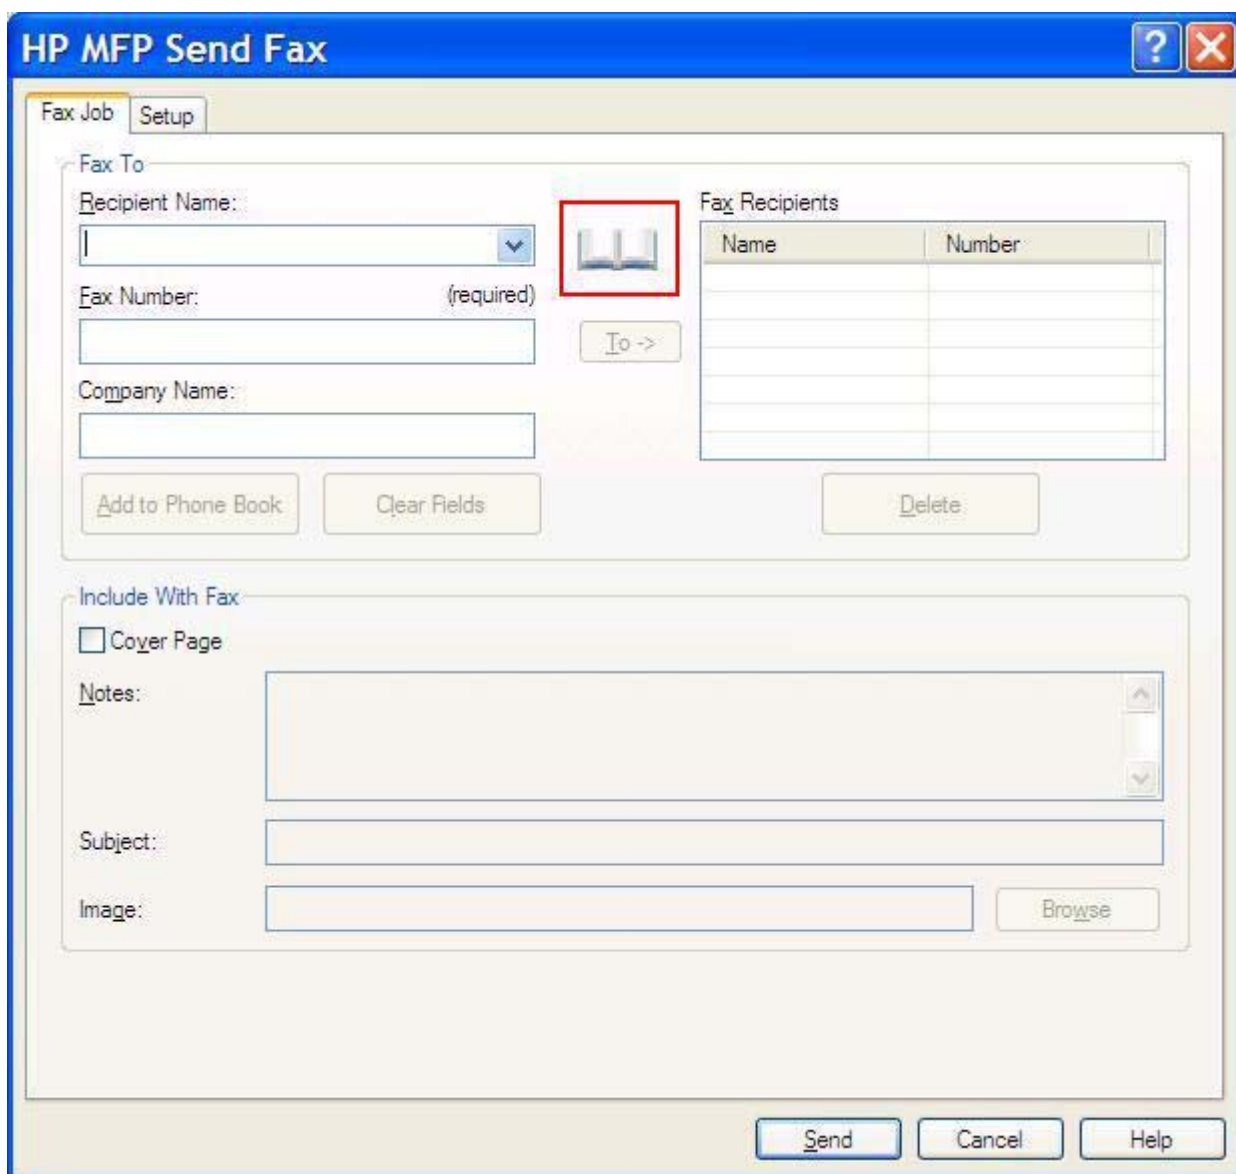 HP MFP Send Fax
Fax Job Setup
Fax To
Recipient Name:
Fax Number: (required)
Company Name:
Add to Phone Book Clear Fields
To ->
Fax Recipients
Name Number
Delete
Include With Fax
Cover Page
Notes:
Subject:
Image: Browse
Send Cancel Help